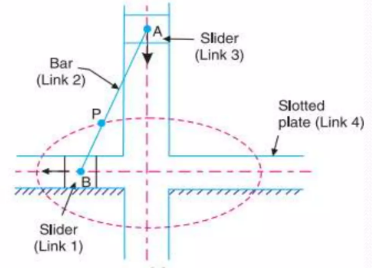 A
Slider
(Link 3)
Bar
(Link 2)
P
Slotted
plate (Link 4)
B
Slider
(Link 1)